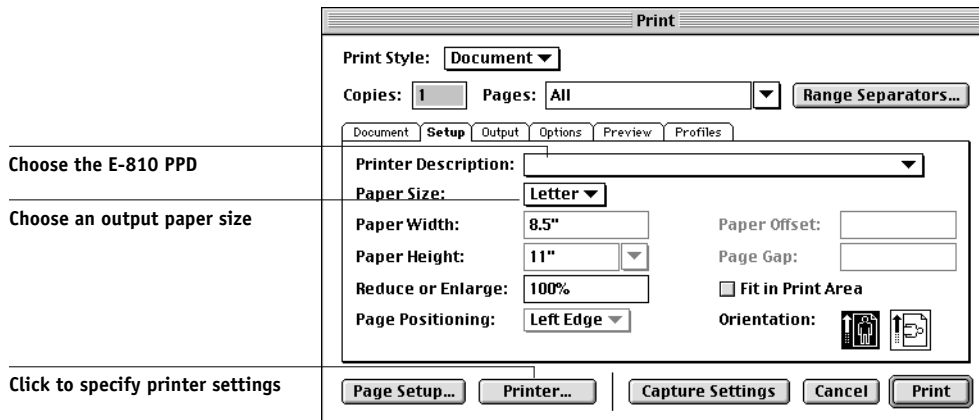 Print
Print Style: Document
Copies: 1 Pages: All Range Separators...
Document Setup Output Options Preview Profiles
Choose the E-810 PPD
Printer Description:
Choose an output paper size
Paper Size: Letter
Paper Width: 8.5" Paper Offset:
Paper Height: 11" Page Gap:
Reduce or Enlarge: 100% Fit in Print Area
Page Positioning: Left Edge Orientation:
Click to specify printer settings
Page Setup... Printer... Capture Settings Cancel Print